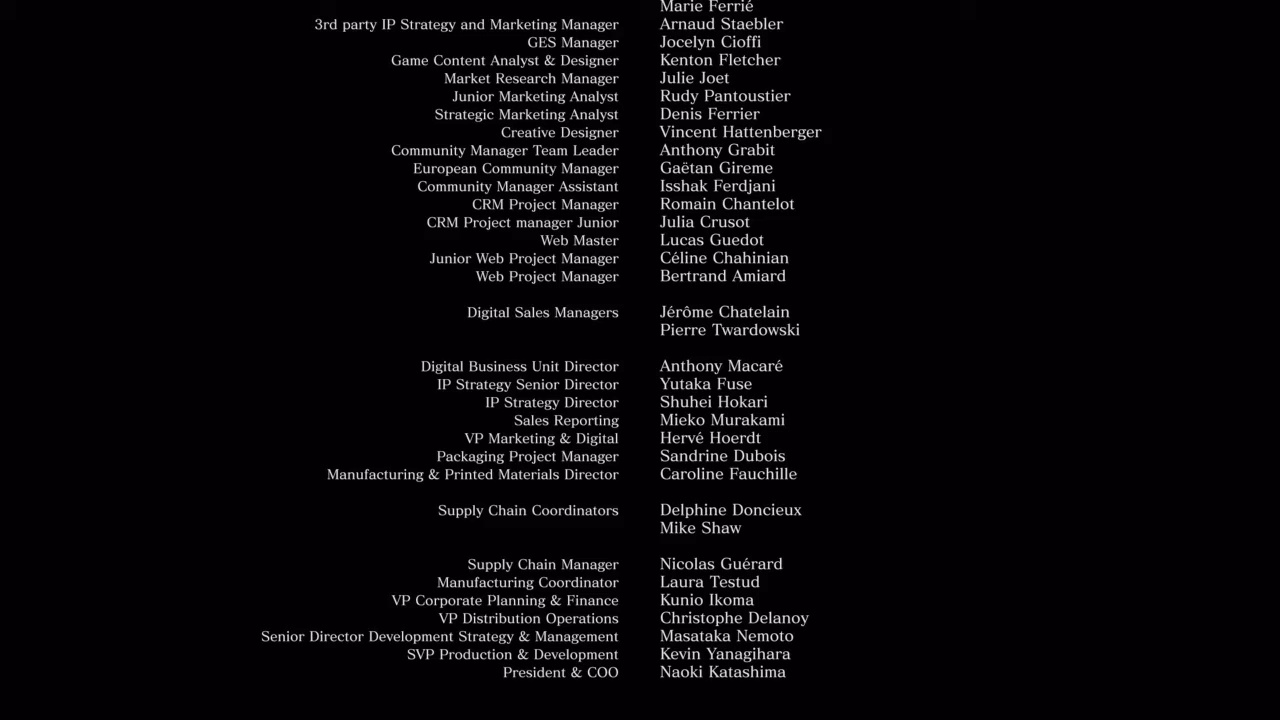 Marie Ferrié
3rd party IP Strategy and Marketing Manager Arnaud Staebler
GES Manager Jocelyn Cioffi
Game Content Analyst & Designer Kenton Fletcher
Market Research Manager Julie Joet
Junior Marketing Analyst Rudy Pantoustier
Strategic Marketing Analyst Denis Ferrier
Creative Designer Vincent Hattenberger
Community Manager Team Leader Anthony Grabit
European Community Manager Gaëtan Gireme
Community Manager Assistant Isshak Ferdjani
CRM Project Manager Romain Chantelot
CRM Project manager Junior Julia Crusot
Web Master Lucas Guedot
Junior Web Project Manager Céline Chahinian
Web Project Manager Bertrand Amiard
Digital Sales Managers Jérôme Chatelain
Pierre Twardowski
Digital Business Unit Director Anthony Macaré
IP Strategy Senior Director Yutaka Fuse
IP Strategy Director Shuhei Hokari
Sales Reporting Mieko Murakami
VP Marketing & Digital Hervé Hoerdt
Packaging Project Manager Sandrine Dubois
Manufacturing & Printed Materials Director Caroline Fauchille
Supply Chain Coordinators Delphine Doncieux
Mike Shaw
Supply Chain Manager Nicolas Guérard
Manufacturing Coordinator Laura Testud
VP Corporate Planning & Finance Kunio Ikoma
VP Distribution Operations Christophe Delanoy
Senior Director Development Strategy & Management Masataka Nemoto
SVP Production & Development Kevin Yanagihara
President & COO Naoki Katashima